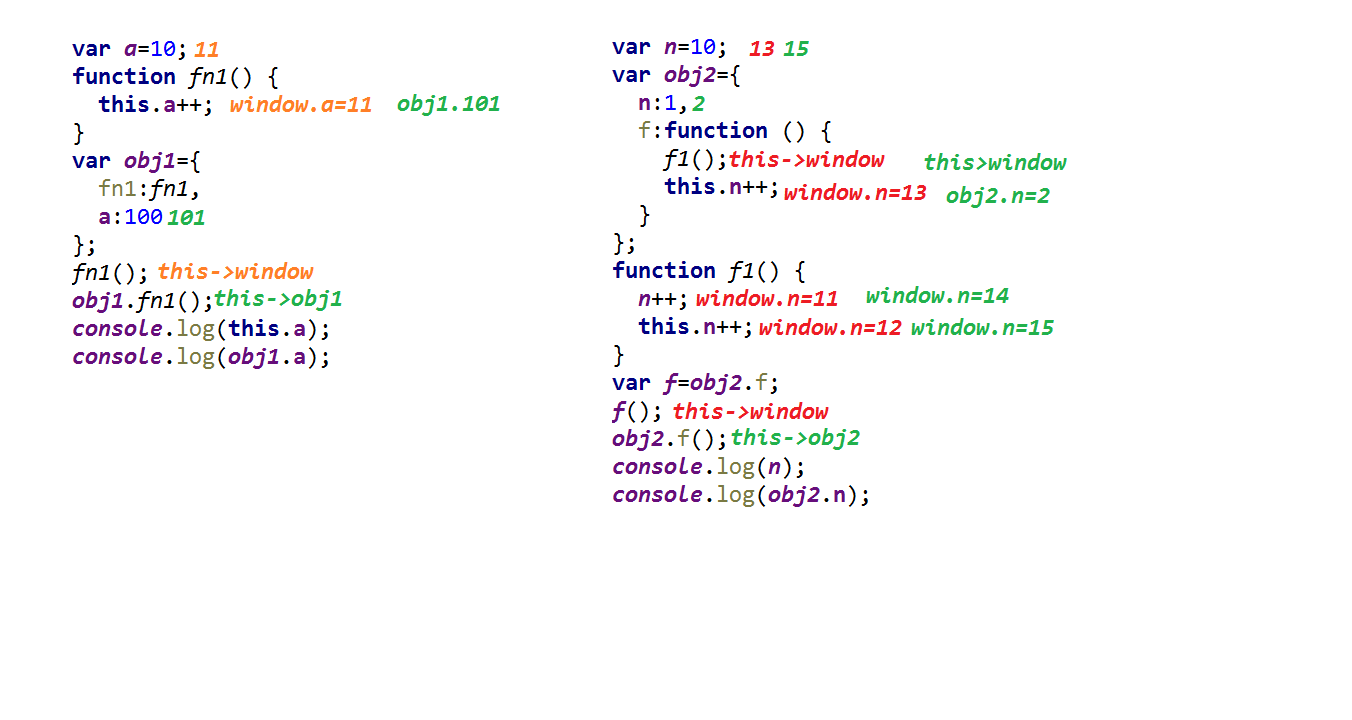 var a=10; 11
function fn1() {
this.a++; window.a=11 obj1.101
}
var obj1={
fn1:fn1,
a:100 101
};
fn1(); this->window
obj1.fn1();this->obj1
console.log(this.a);
console.log(obj1.a);
var n=10; 13 15
var obj2={
n:1,2
f:function () {
f1();this->window this>window
this.n++;window.n=13 obj2.n=2
}
};
function f1() {
n++; window.n=11 window.n=14
this.n++; window.n=12 window.n=15
}
var f=obj2.f;
f(); this->window
obj2.f();this->obj2
console.log(n);
console.log(obj2.n);